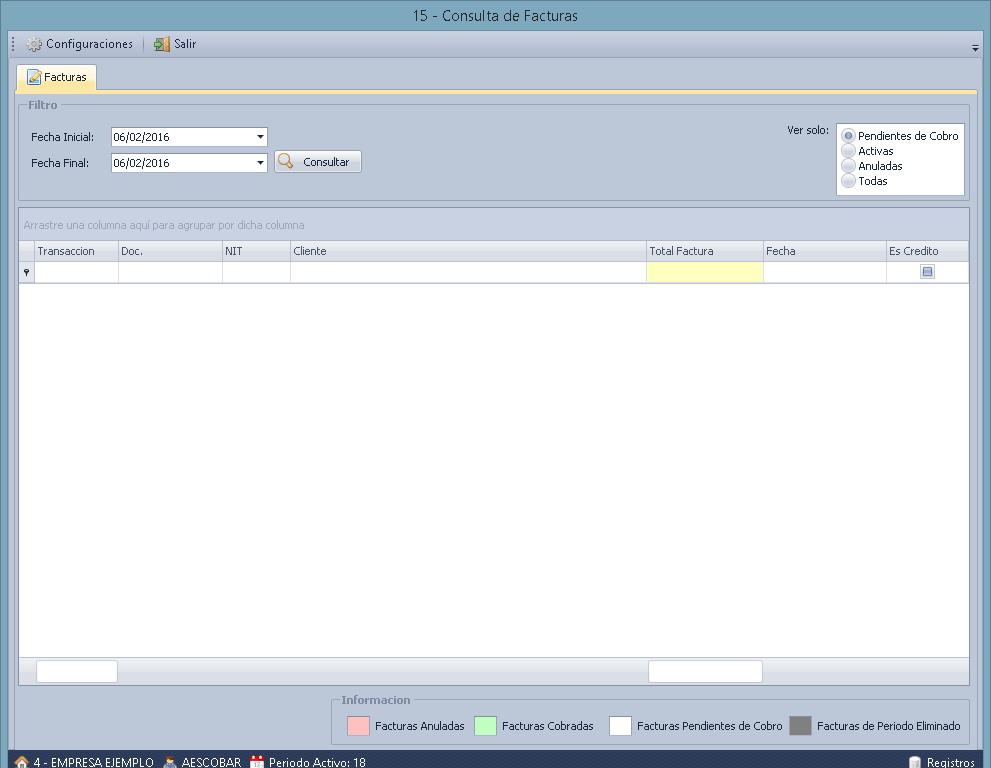 15 - Consulta de Facturas
Configuraciones Salir
Facturas
Filtro
Fecha Inicial: 06/02/2016
Fecha Final: 06/02/2016 Consultar
Ver solo:
Pendientes de Cobro
Activas
Anuladas
Todas
Arrastre una columna aquí para agrupar por dicha columna
Transaccion Doc. NIT Cliente Total Factura Fecha Es Credito
Informacion
Facturas Anuladas Facturas Cobradas Facturas Pendientes de Cobro Facturas de Periodo Eliminado
4 - EMPRESA EJEMPLO AESCOBAR Periodo Activo: 18 Registros